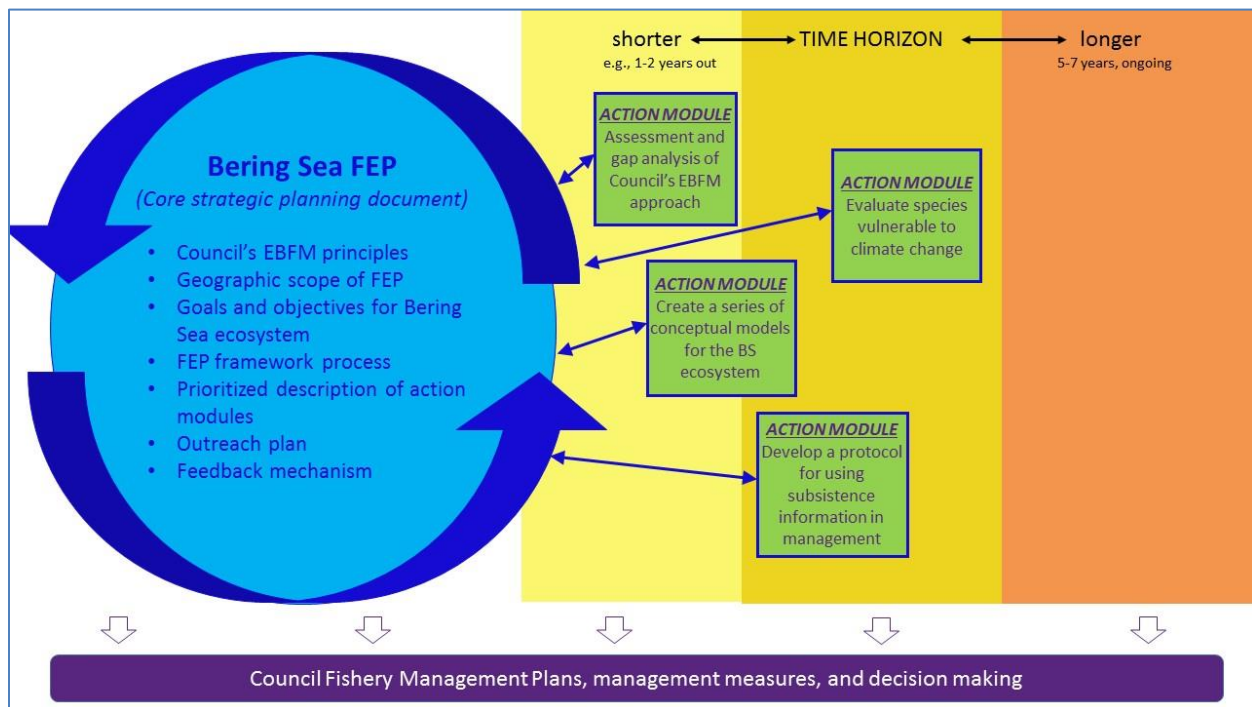 shorter
TIME HORIZON
longer
e.g., 1-2 years out
5-7 years, ongoing
Bering Sea FEP
(Core strategic planning document)
• Council's EBFM principles
• Geographic scope of FEP
• Goals and objectives for Bering
Sea ecosystem
• FEP framework process
• Prioritized description of action
modules
• Outreach plan
• Feedback mechanism
ACTION MODULE
Assessment and
gap analysis of
Council's EBFM
approach
ACTION MODULE
Evaluate species
vulnerable to
climate change
ACTION MODULE
Create a series of
conceptual models
for the BS
ecosystem
ACTION MODULE
Develop a protocol
for using
subsistence
information in
management
Council Fishery Management Plans, management measures, and decision making